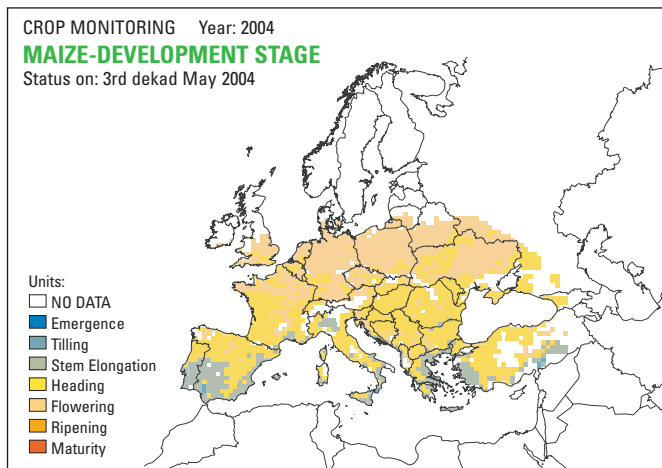 CROP MONITORING Year: 2004
MAIZE-DEVELOPMENT STAGE
Status on: 3rd dekad May 2004
Units:
NO DATA
Emergence
Tilling
Stem Elongation
Heading
Flowering
Ripening
Maturity